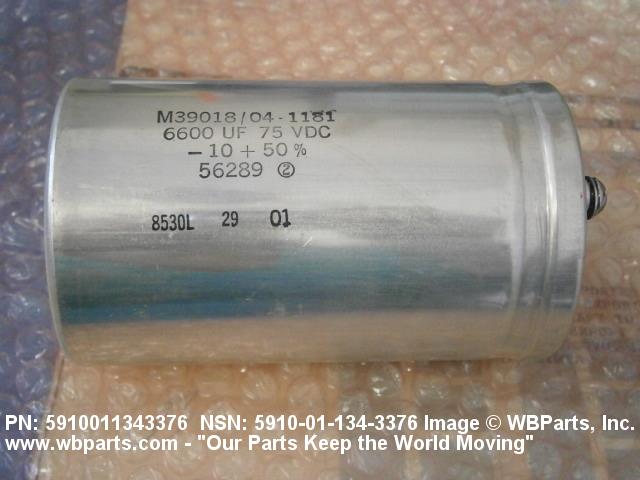 M39018/04-1181
6600 UF 75 VDC
-10 + 50%
56289 ②
8530L 29 01
PN: 5910011343376 NSN: 5910-01-134-3376 Image © WBParts, Inc.
www.wbparts.com - "Our Parts Keep the World Moving"